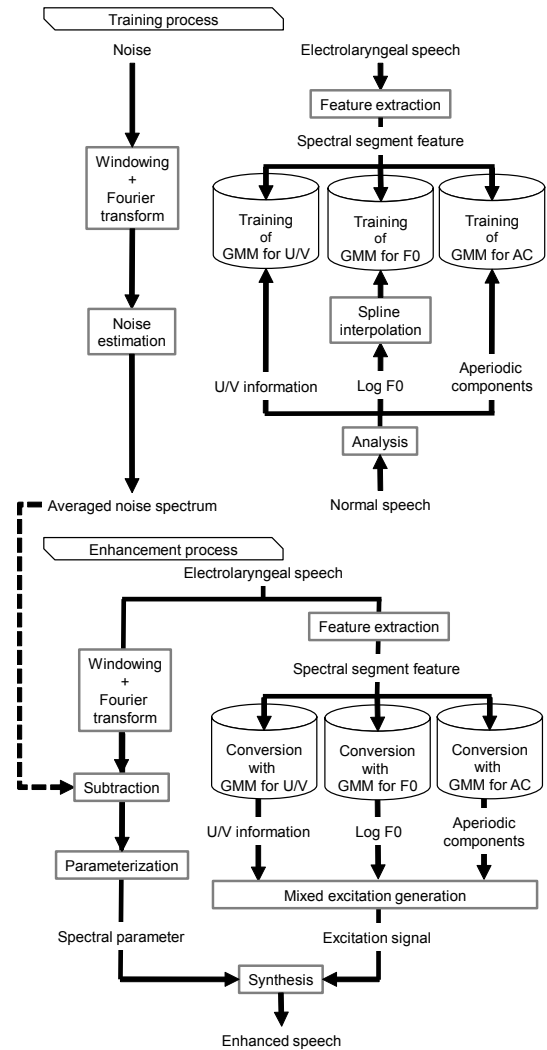 Training process
Noise
Electrolaryngeal speech
Feature extraction
Spectral segment feature
Windowing
+
Fourier
transform
Training
of
GMM for U/V
Training
of
GMM for F0
Training
of
GMM for AC
Noise
estimation
Spline
interpolation
U/V information
Log F0
Aperiodic
components
Analysis
Averaged noise spectrum
Normal speech
Enhancement process
Electrolaryngeal speech
Feature extraction
Windowing
+
Fourier
transform
Spectral segment feature
Conversion
with
GMM for U/V
Conversion
with
GMM for F0
Conversion
with
GMM for AC
Subtraction
U/V information
Log F0
Aperiodic
components
Parameterization
Mixed excitation generation
Spectral parameter
Excitation signal
Synthesis
Enhanced speech